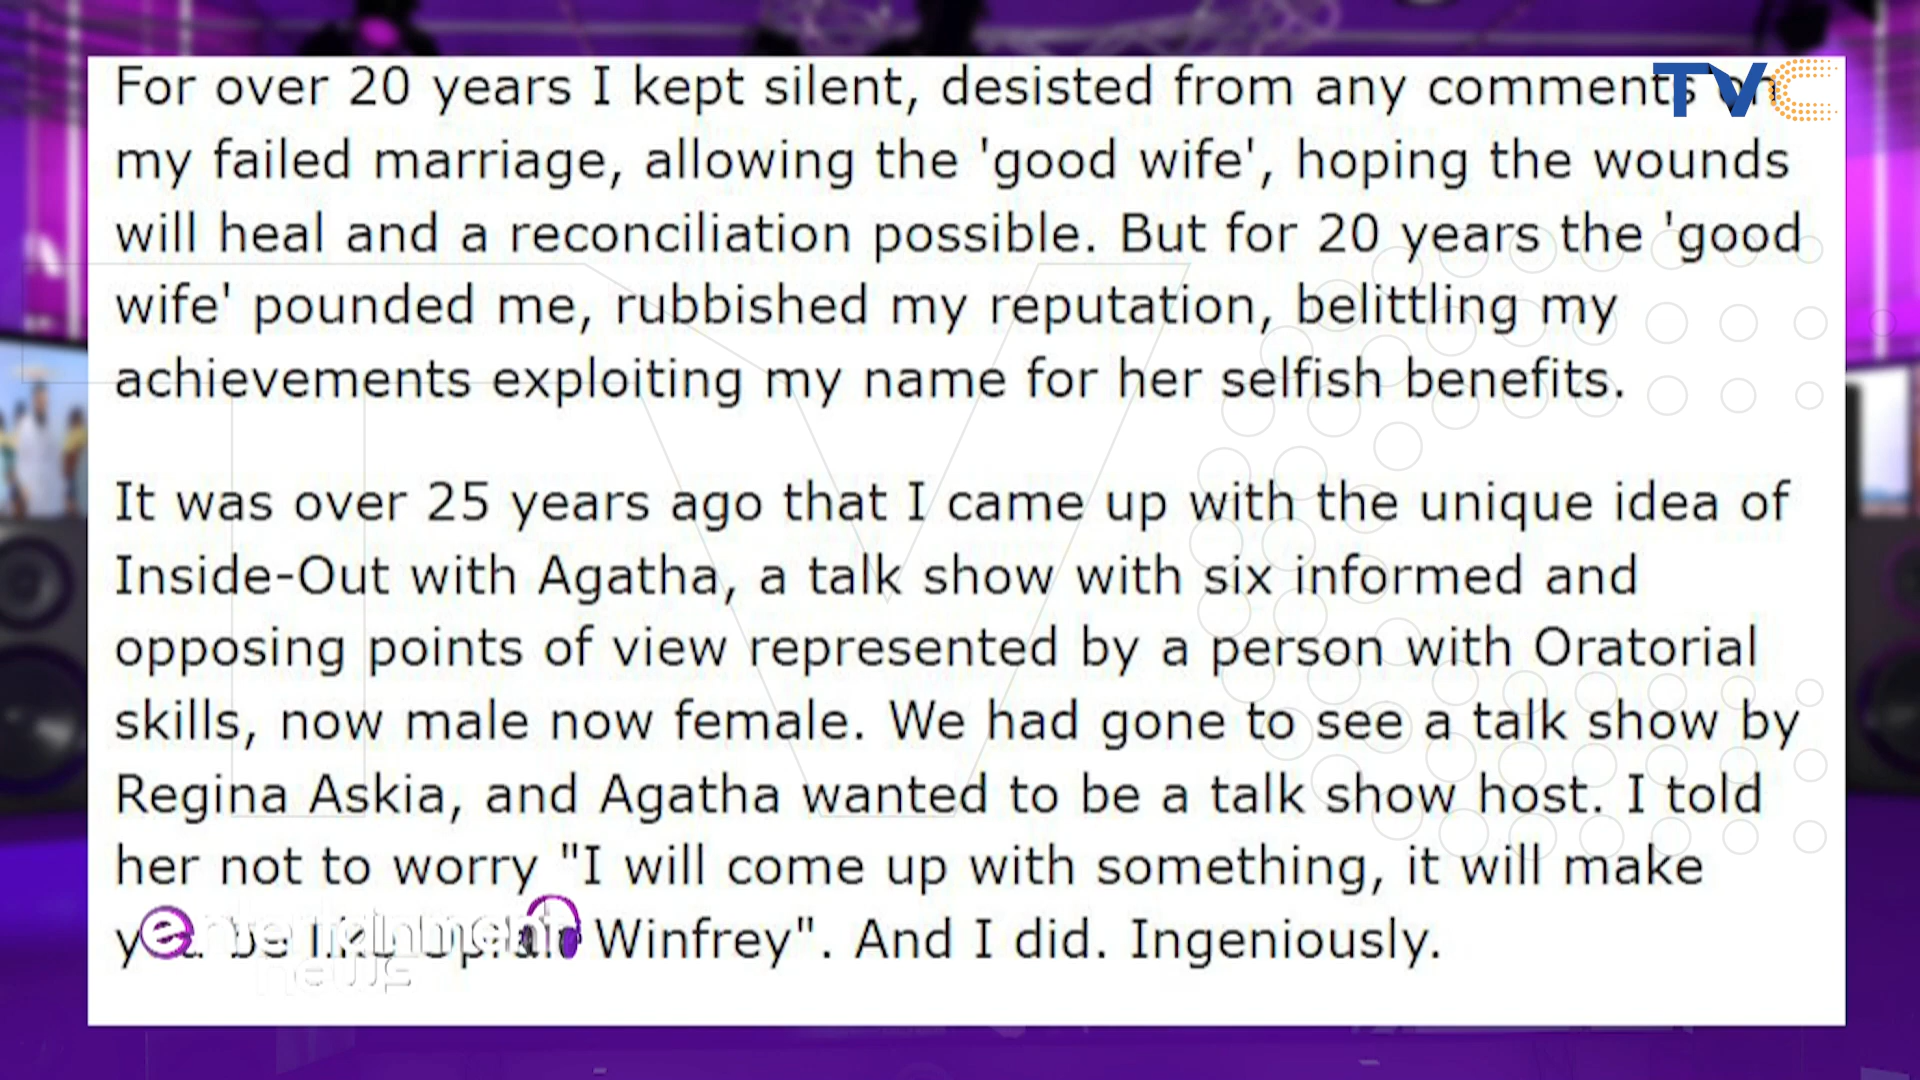 For over 20 years I kept silent, desisted from any comments on
TVC
my failed marriage, allowing the 'good wife', hoping the wounds
will heal and a reconciliation possible. But for 20 years the 'good
wife' pounded me, rubbished my reputation, belittling my
achievements exploiting my name for her selfish benefits.
It was over 25 years ago that I came up with the unique idea of
Inside-Out with Agatha, a talk show with six informed and
opposing points of view represented by a person with Oratorial
skills, now male now female. We had gone to see a talk show by
Regina Askia, and Agatha wanted to be a talk show host. I told
her not to worry "I will come up with something, it will make
Winfrey". And I did. Ingeniously.
entertainment
news